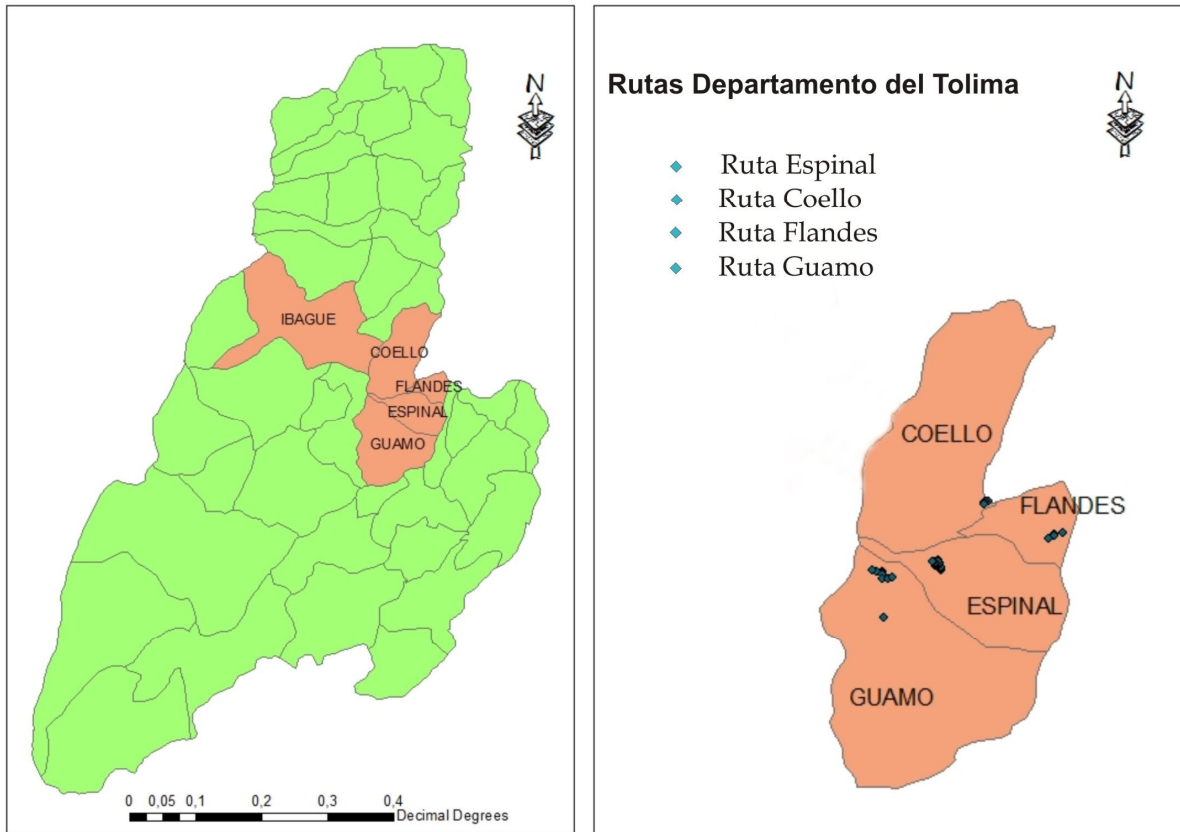 N
IBAGUE
COELLO
FLANDES
ESPINAL
GUAMO
0 0,05 0,1 0,2 0,3 0,4
Decimal Degrees
Rutas Departamento del Tolima
N
Ruta Espinal
Ruta Coello
Ruta Flandes
Ruta Guamo
COELLO
FLANDES
ESPINAL
GUAMO